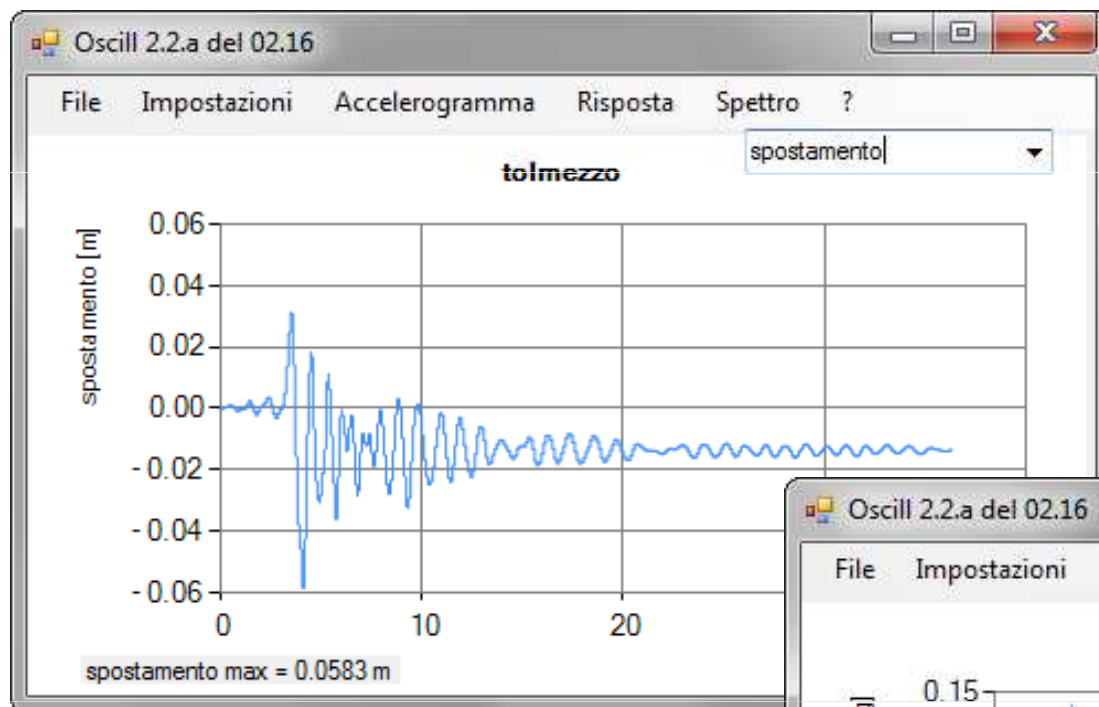 Oscill 2.2.a del 02.16
File Impostazioni Accelerogramma Risposta Spettro ?
spostamento
tolmezzo
spostamento [m]
0.06
0.04
0.02
0.00
-0.02
-0.04
-0.06
0 10 20
spostamento max = 0.0583 m
Oscill 2.2.a del 02.16
File Impostazioni
0.15